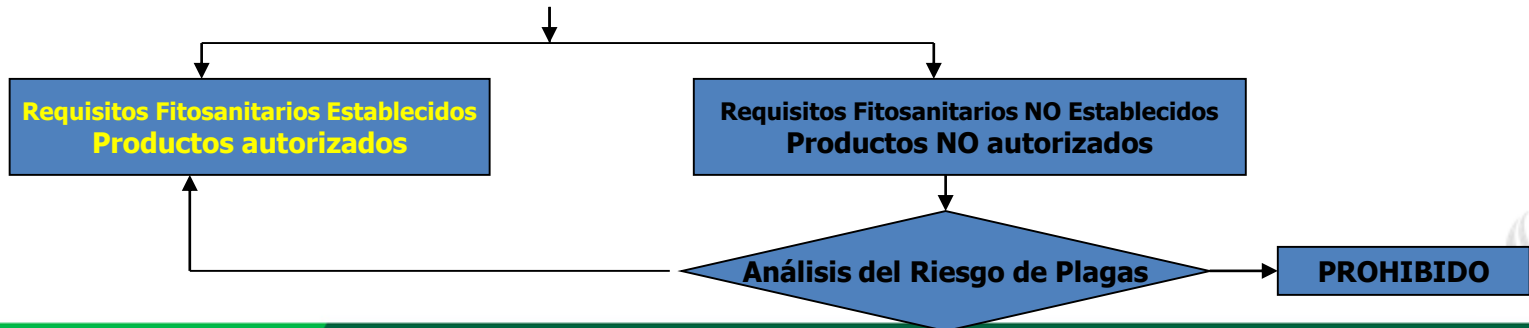 Requisitos Fitosanitarios Establecidos
Productos autorizados
Requisitos Fitosanitarios NO Establecidos
Productos NO autorizados
Análisis del Riesgo de Plagas
PROHIBIDO